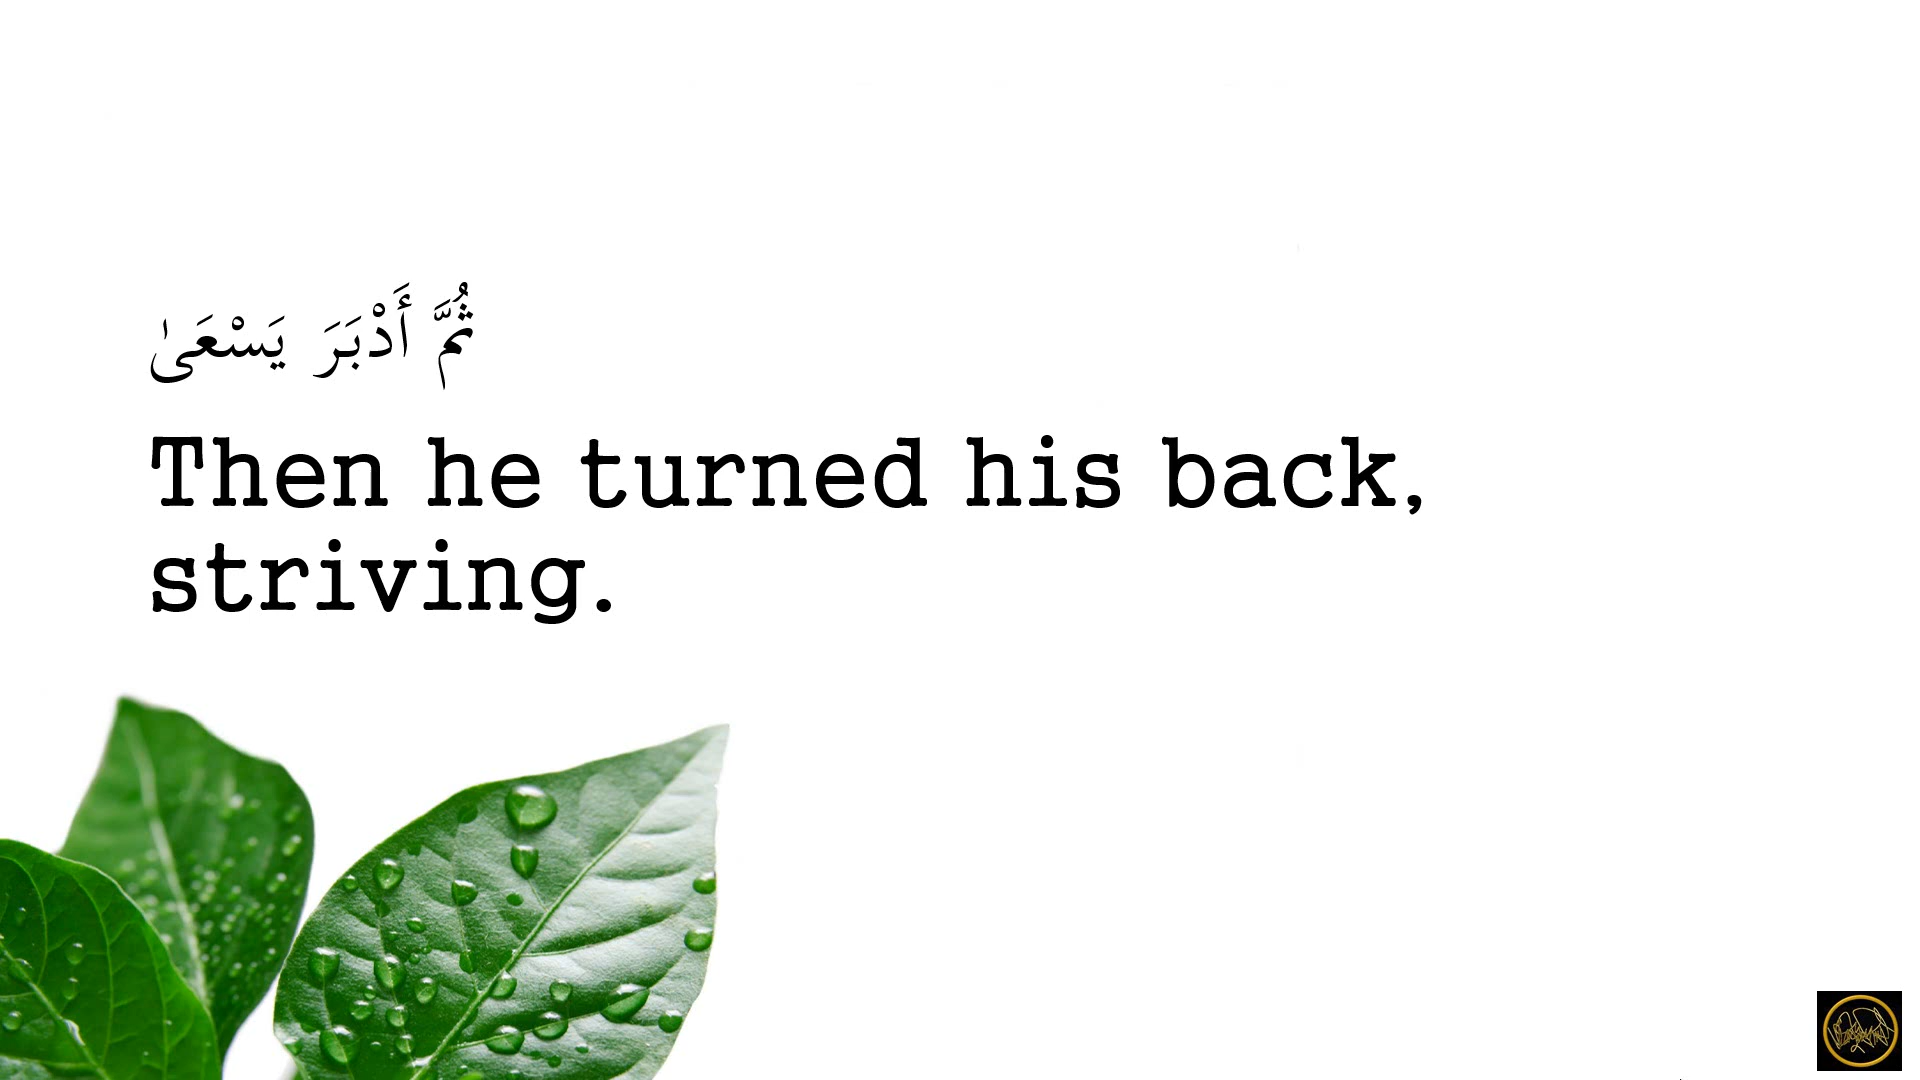 ثُمَّ أَدْبَرَ يَسْعَىٰ
Then he turned his back,
striving.